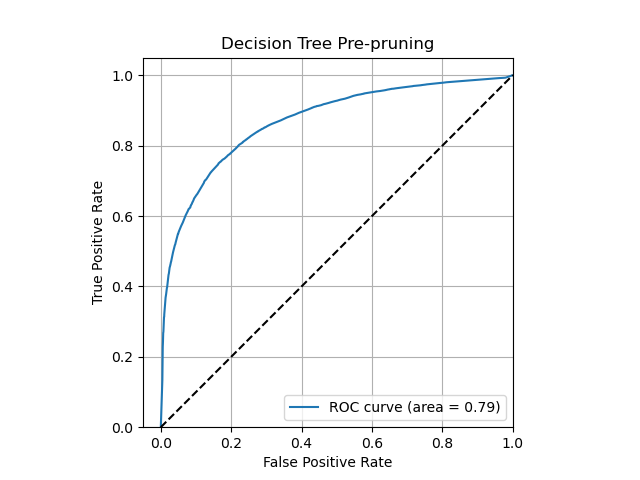 Decision Tree Pre-pruning
1.0
0.8
0.6
0.4
0.2
0.0
True Positive Rate
ROC curve (area = 0.79)
0.0 0.2 0.4 0.6 0.8 1.0
False Positive Rate